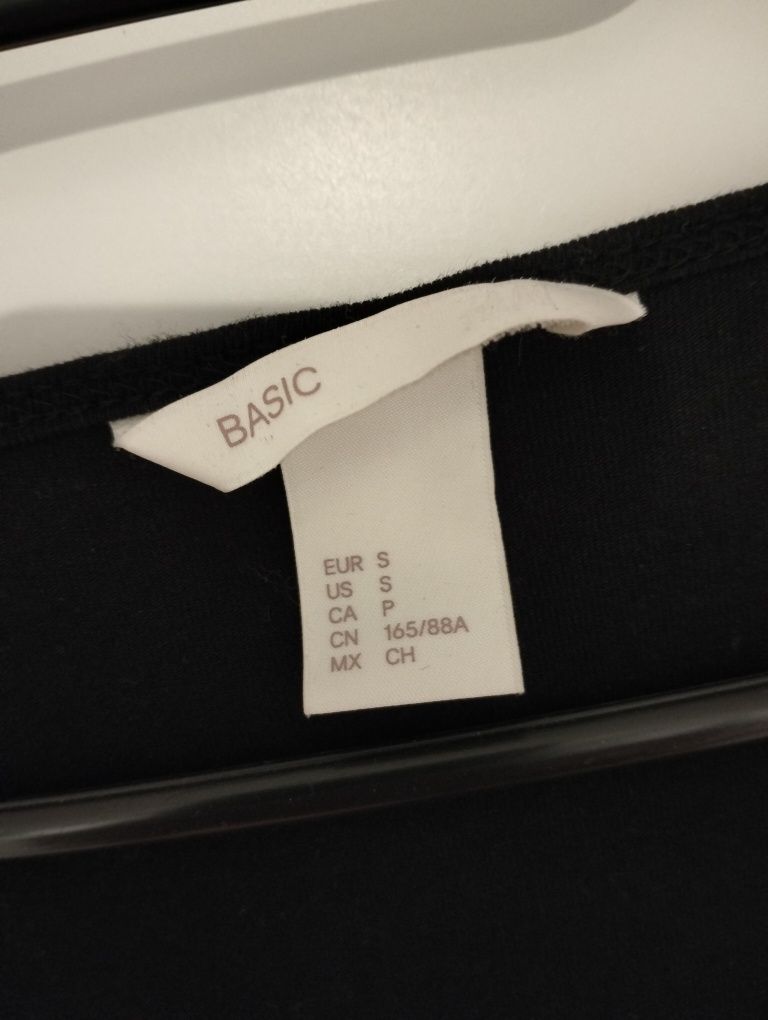 BASIC
EUR S
US S
CA P
CN 165/88A
MX CH